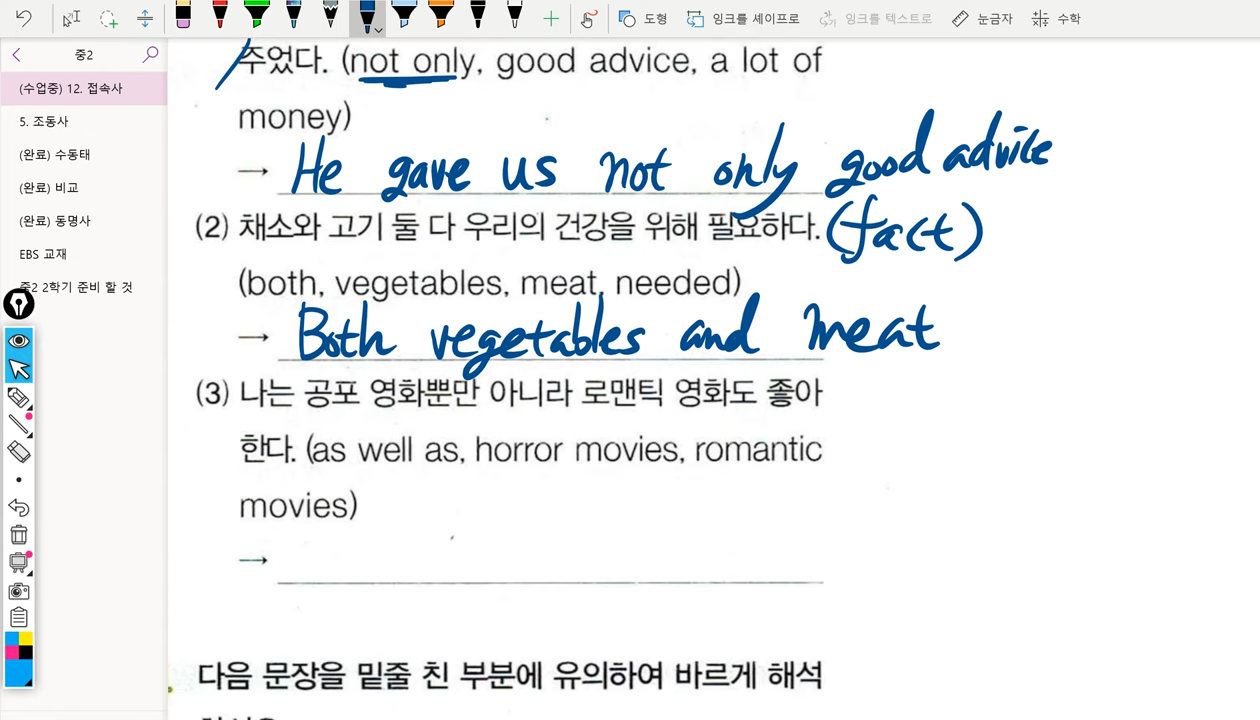 도형
잉크를 셰이프로
잉크를 텍스트로
눈금자
수학
중2
(수업중) 12. 접속사
5. 조동사
(완료) 수동태
(완료) 비교
(완료) 동명사
EBS 교재
중2 2학기 준비 할 것
주었다. (not only, good advice, a lot of
money)
→ He gave us not only good advice
(2) 채소와 고기 둘 다 우리의 건강을 위해 필요하다. (fact)
(both, vegetables, meat, needed)
→ Both vegetables and meat
(3) 나는 공포 영화뿐만 아니라 로맨틱 영화도 좋아
한다. (as well as, horror movies, romantic
movies)
→
다음 문장을 밑줄 친 부분에 유의하여 바르게 해석